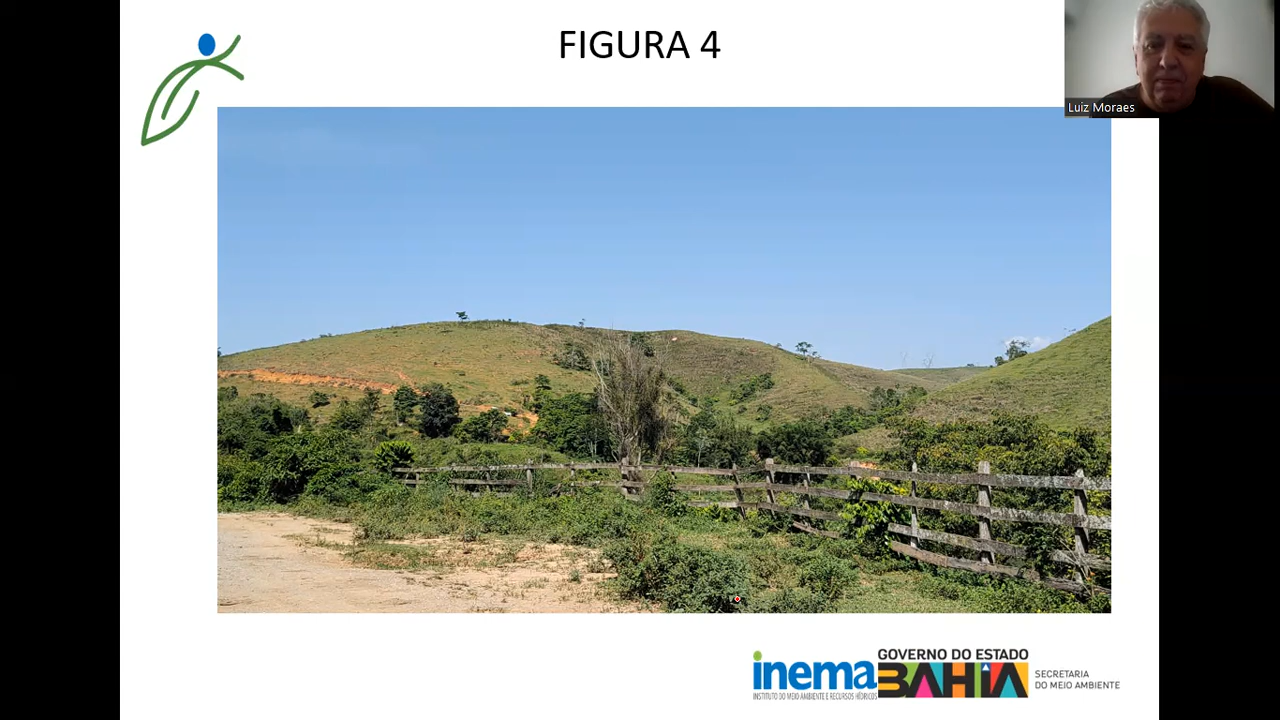 FIGURA 4
Luiz Moraes
inema
INSTITUTO DO MEIO AMBIENTE E RECURSOS HÍDRICOS
GOVERNO DO ESTADO
BAHIA
SECRETARIA
DO MEIO AMBIENTE